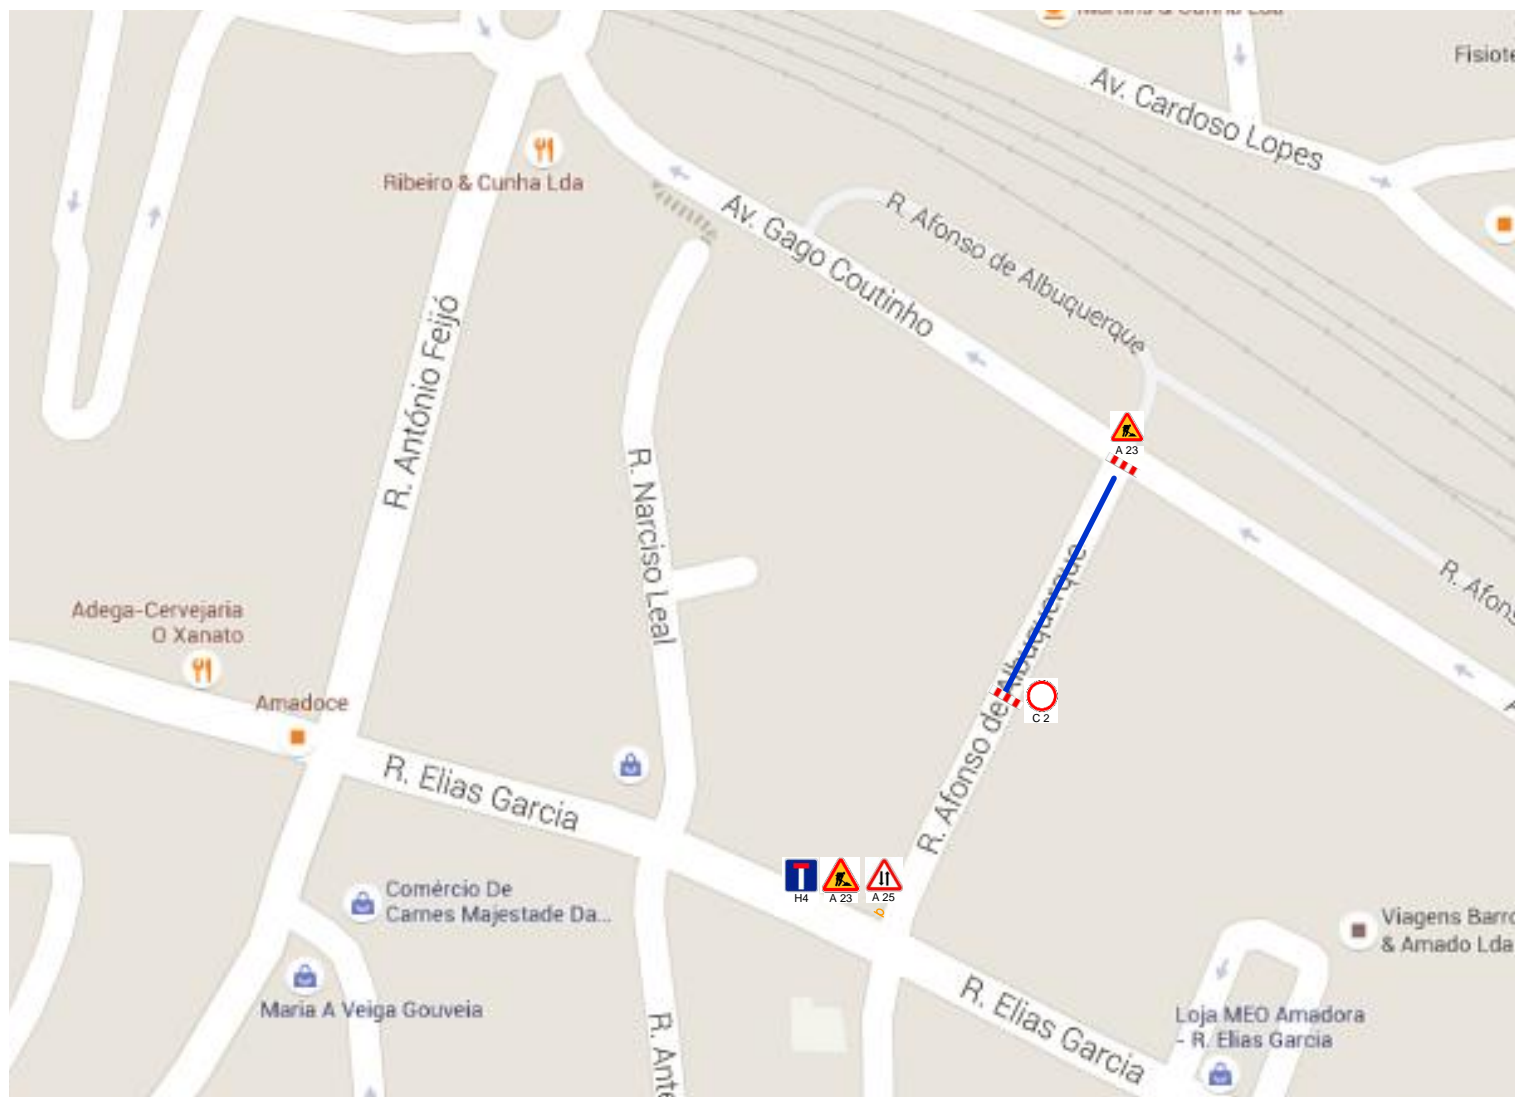 Fisiote
Av. Cardoso Lopes
Ribeiro & Cunha Lda
Av. Gago Coutinho
R. Afonso de Albuquerque
R. António Feijó
A 23
R. Narciso Leal
R. Afonso de Albuquerque
R. Afons
Adega-Cervejaria
O Xanato
Amadoce
C 2
R. Elias Garcia
H4
A 23
A 25
Comércio De
Carnes Majestade Da...
Viagens Barro
& Amado Lda
Maria A Veiga Gouveia
R. Ante
R. Elias Garcia
Loja MEO Amadora
- R. Elias Garcia